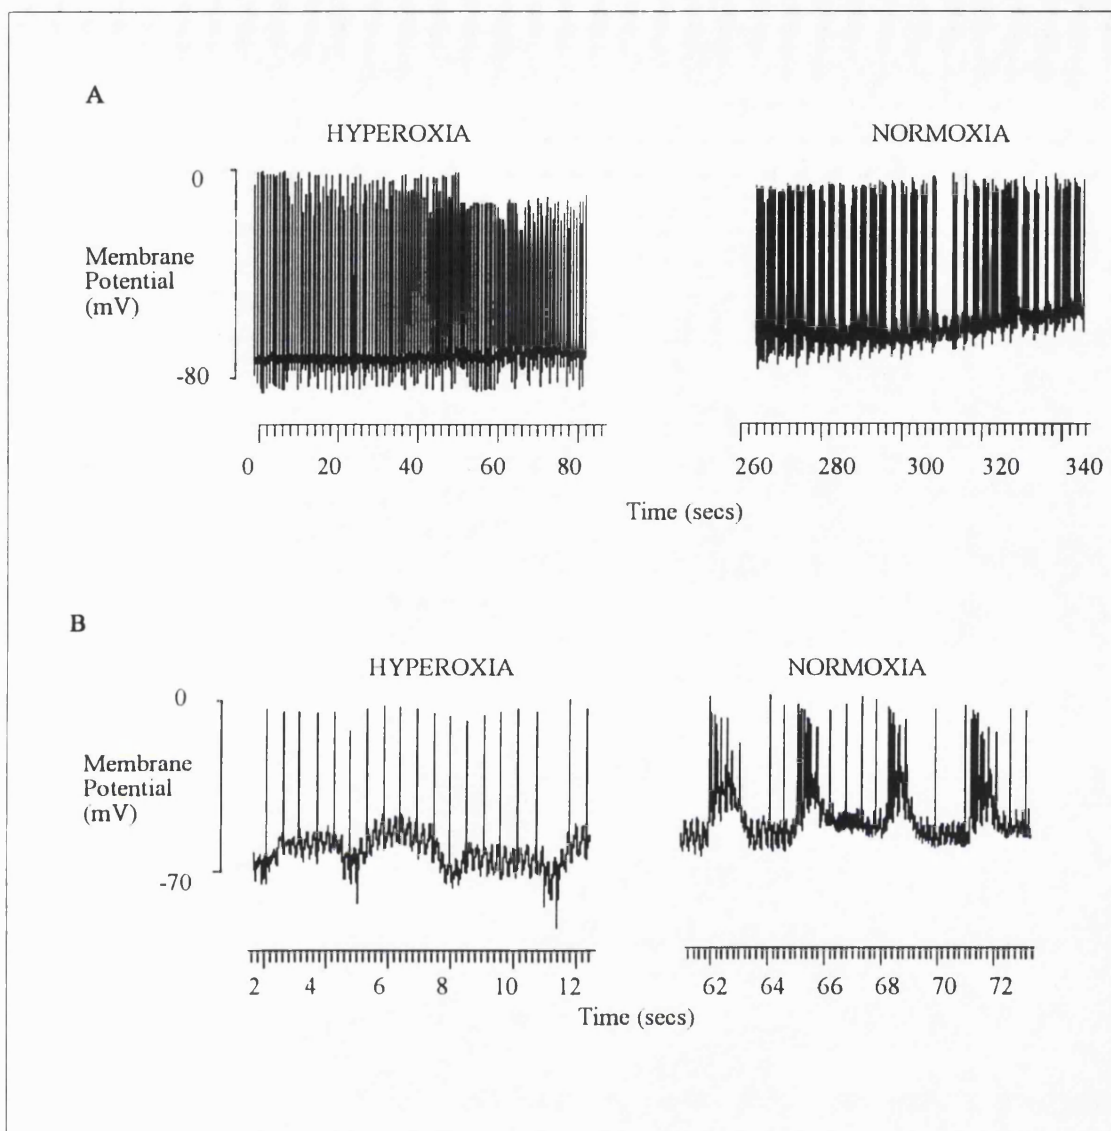 A
HYPEROXIA
NORMOXIA
0
Membrane
Potential
(mV)
-80
0 20 40 60 80
260 280 300 320 340
Time (secs)
B
HYPEROXIA
NORMOXIA
0
Membrane
Potential
(mV)
-70
2 4 6 8 10 12
62 64 66 68 70 72
Time (secs)